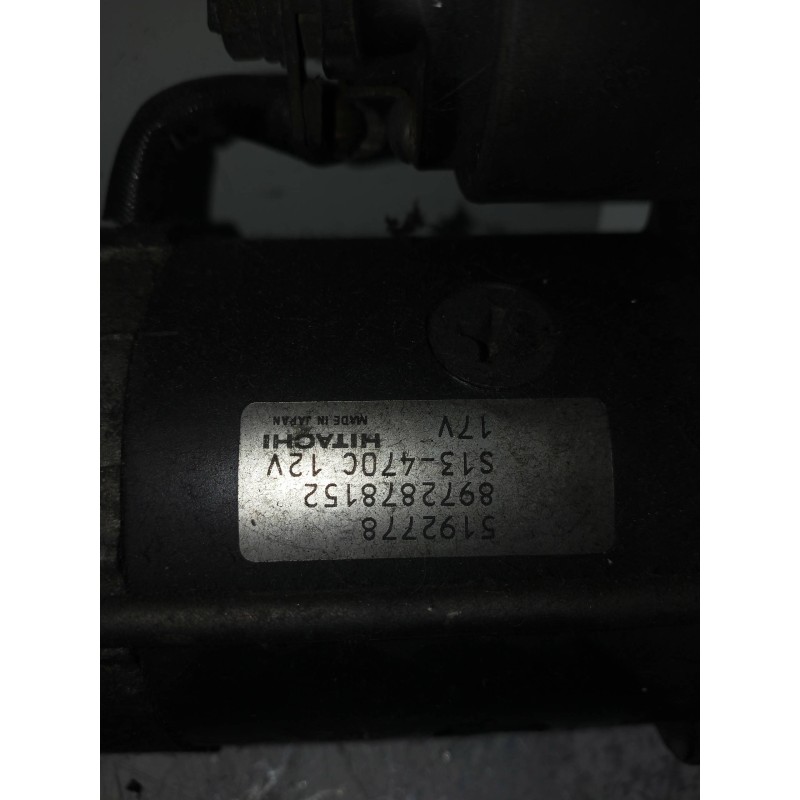 5192778
8972878152
S13-470C 12V
17V HITACHI
MADE IN JAPAN